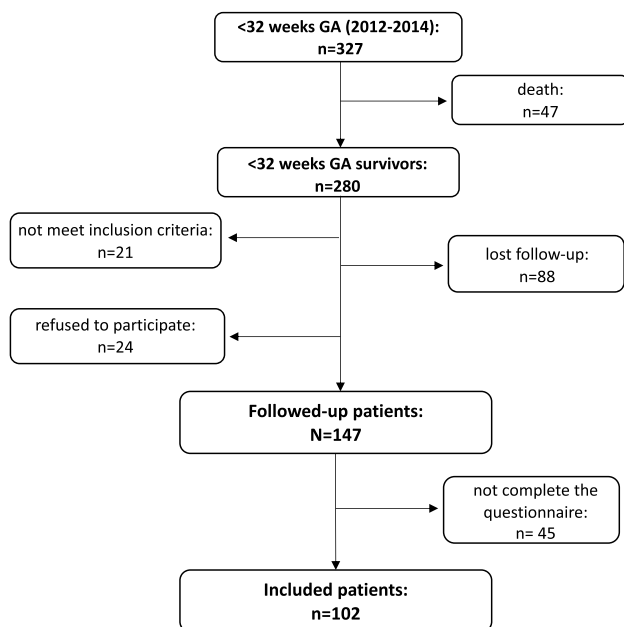 <32 weeks GA (2012-2014):
n=327
death:
n=47
<32 weeks GA survivors:
n=280
not meet inclusion criteria:
n=21
lost follow-up:
n=88
refused to participate:
n=24
Followed-up patients:
N=147
not complete the
questionnaire:
n= 45
Included patients:
n=102